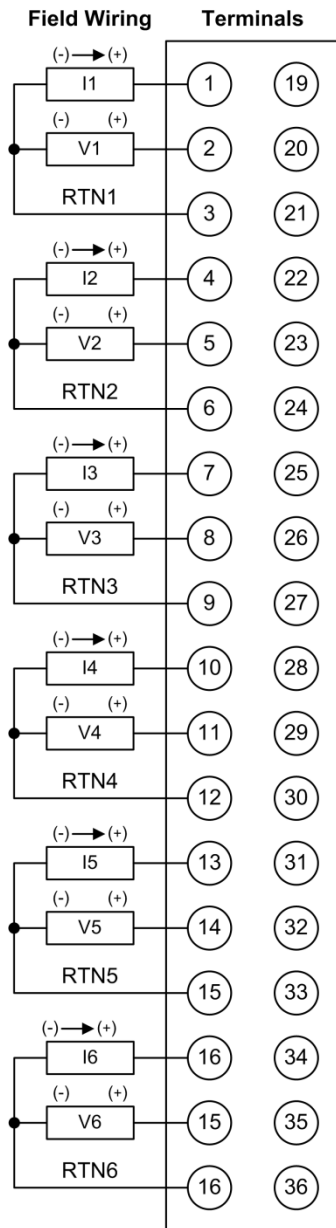 Field Wiring Terminals
(-) (+)
I1 1 19
(-) (+)
V1 2 20
RTN1 3 21
(-) (+)
I2 4 22
(-) (+)
V2 5 23
RTN2 6 24
(-) (+)
I3 7 25
(-) (+)
V3 8 26
RTN3 9 27
(-) (+)
I4 10 28
(-) (+)
V4 11 29
RTN4 12 30
(-) (+)
I5 13 31
(-) (+)
V5 14 32
RTN5 15 33
(-) (+)
I6 16 34
(-) (+)
V6 15 35
RTN6 16 36